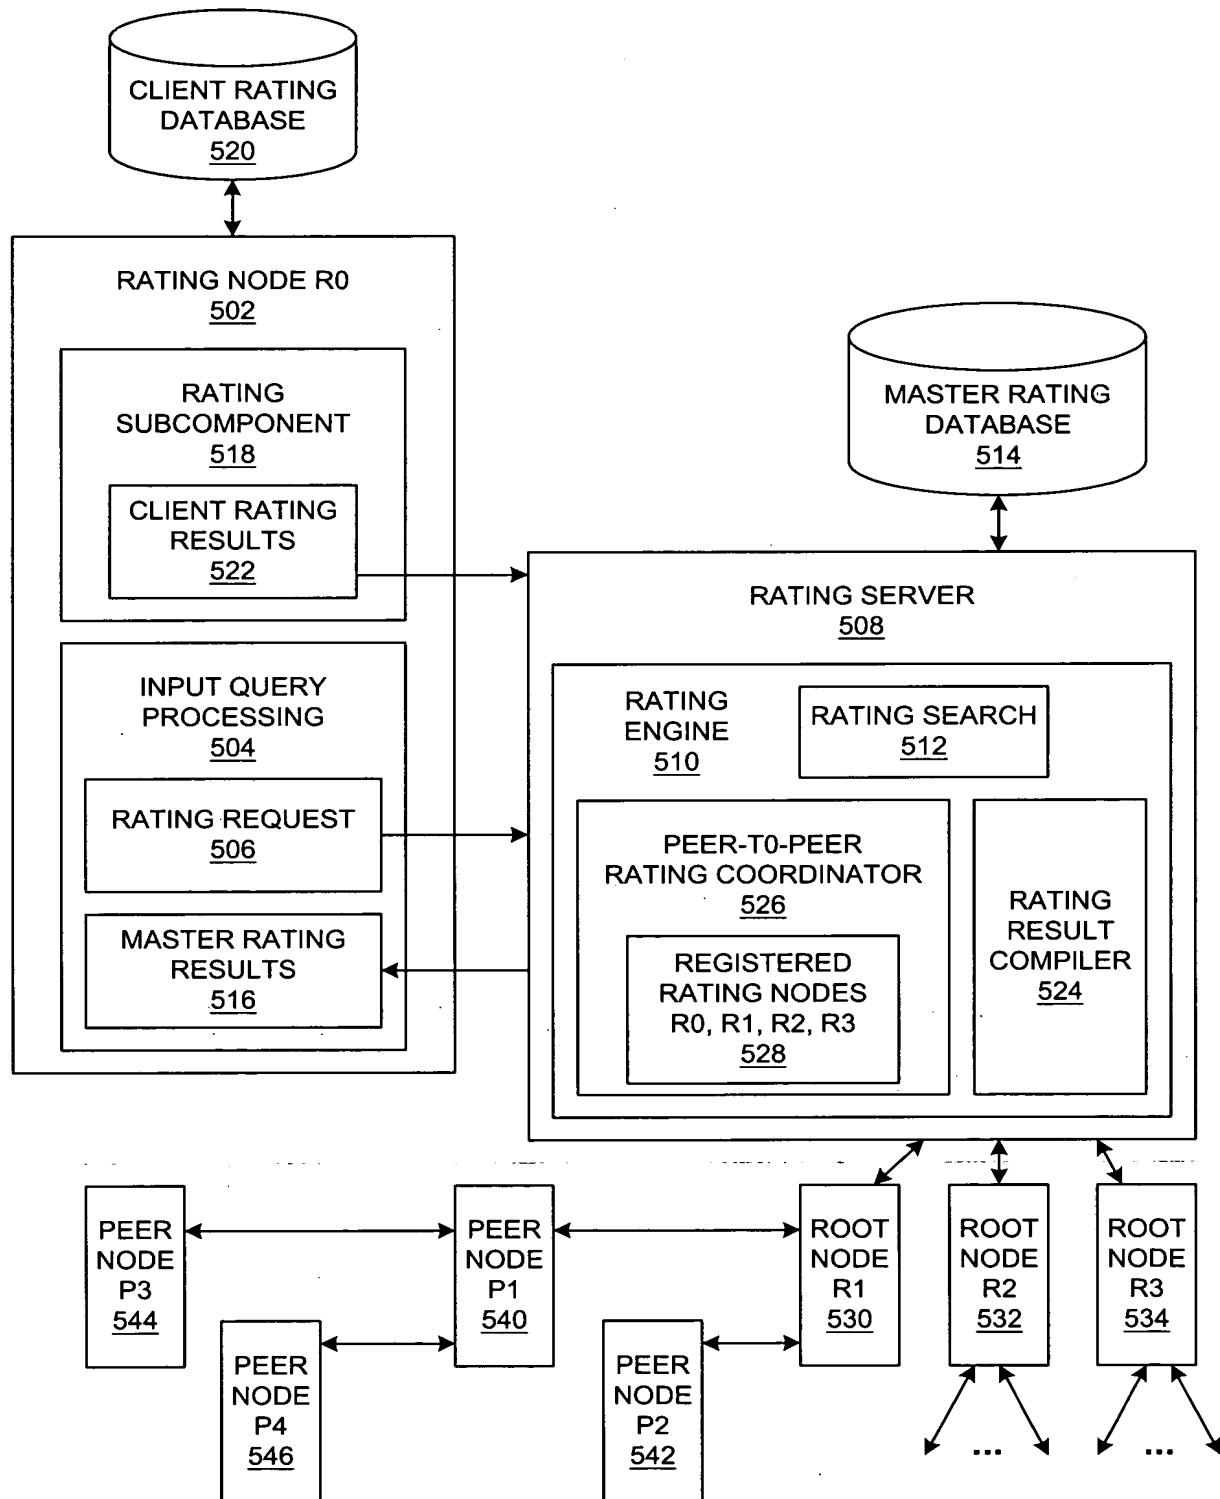 CLIENT RATING
DATABASE
520
RATING NODE R0
502
RATING
SUBCOMPONENT
518
CLIENT RATING
RESULTS
522
INPUT QUERY
PROCESSING
504
RATING REQUEST
506
MASTER RATING
RESULTS
516
MASTER RATING
DATABASE
514
RATING SERVER
508
RATING
ENGINE
510
RATING SEARCH
512
PEER-T0-PEER
RATING COORDINATOR
526
REGISTERED
RATING NODES
R0, R1, R2, R3
528
RATING
RESULT
COMPILER
524
PEER
NODE
P3
544
PEER
NODE
P4
546
PEER
NODE
P1
540
PEER
NODE
P2
542
ROOT
NODE
R1
530
ROOT
NODE
R2
532
ROOT
NODE
R3
534
...
...